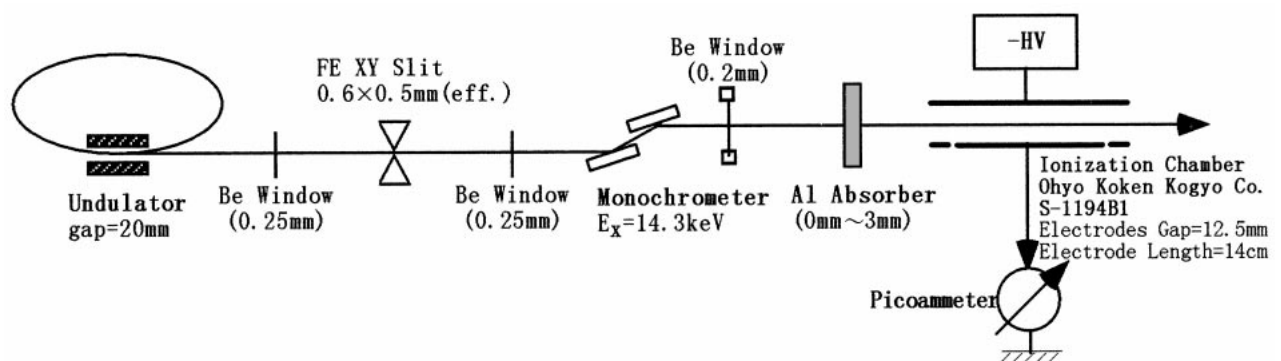 -HV
Be Window
(0.2mm)
FE XY Slit
0.6×0.5mm(eff.)
Undulator
gap=20mm
Be Window
(0.25mm)
Be Window
(0.25mm)
Monochrometer
Ex=14.3keV
Al Absorber
(0mm~3mm)
Ionization Chamber
Ohyo Koken Kogyo Co.
S-1194B1
Electrodes Gap=12.5mm
Electrode Length=14cm
Picoammeter